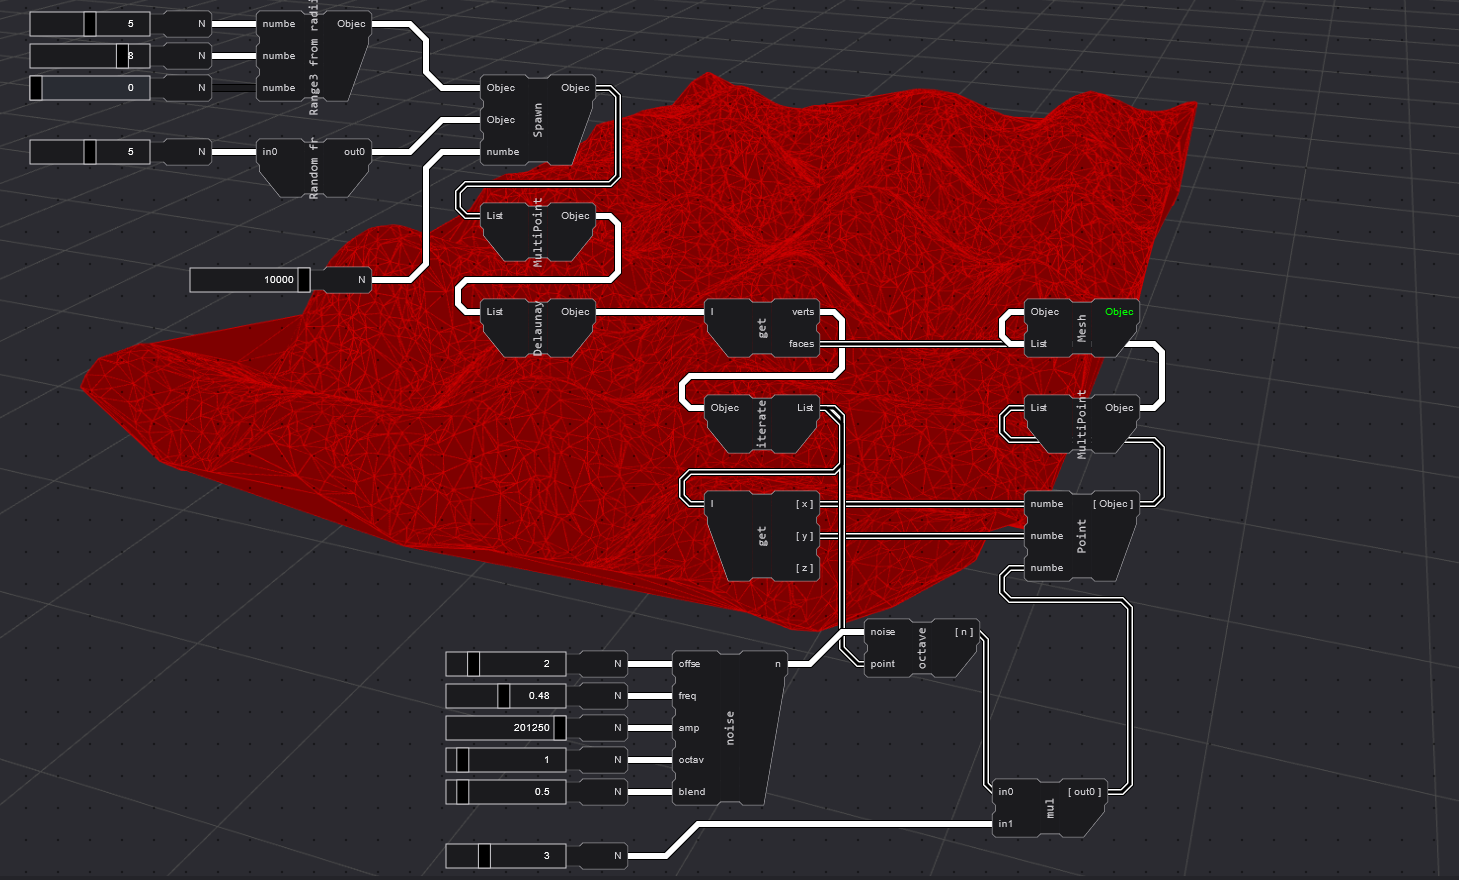 5 N numbe Objec
8 N numbe
0 N numbe
Range3 from radii
5 N in0 out0
Random fr
Objec Objec
Objec
numbe
Spawn
List Objec
MultiPoint
10000 N
List Objec
Delaunay
l verts
faces
get
Objec Objec
List
Mesh
Objec List
iterate
List Objec
MultiPoint
l [ x ]
[ y ]
[ z ]
get
numbe [ Objec ]
numbe
numbe
Point
noise [ n ]
point
octave
2 N offse n
0.48 N freq
201250 N amp
1 N octav
0.5 N blend
noise
in0 [ out0 ]
in1
mul
3 N